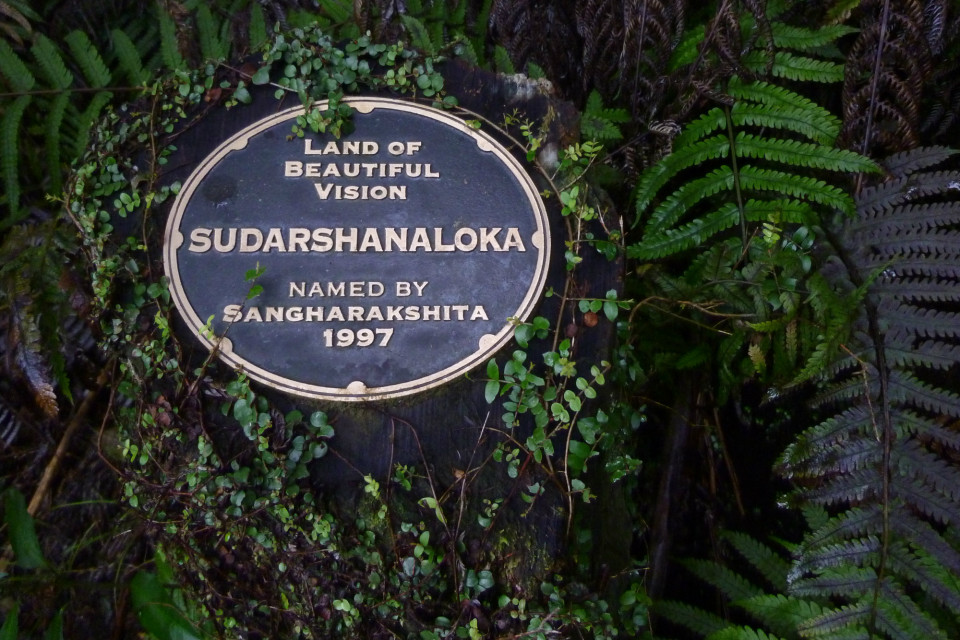 LAND OF
BEAUTIFUL
VISION
SUDARSHANALOKA
NAMED BY
SANGHARAKSHITA
1997